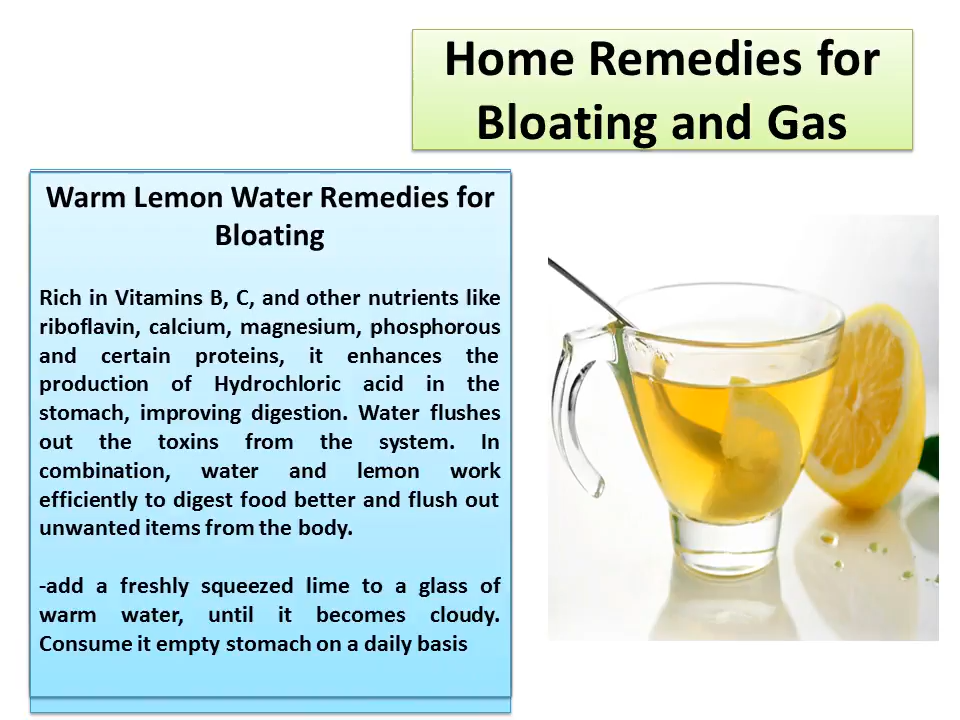 Home Remedies for
Bloating and Gas
Warm Lemon Water Remedies for
Bloating
Rich in Vitamins B, C, and other nutrients like
riboflavin, calcium, magnesium, phosphorous
and certain proteins, it enhances the
production of Hydrochloric acid in the
stomach, improving digestion. Water flushes
out the toxins from the system. In
combination, water and lemon work
efficiently to digest food better and flush out
unwanted items from the body.
-add a freshly squeezed lime to a glass of
warm water, until it becomes cloudy.
Consume it empty stomach on a daily basis